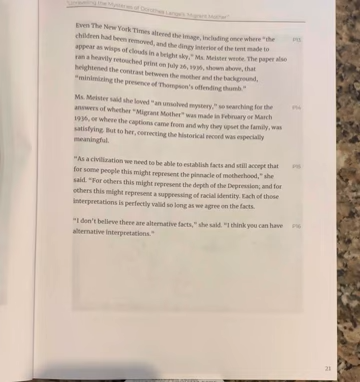 "Uncovering the Mysteries of Dorothea Lange's 'Migrant Mother'"
Even The New York Times altered the image, including once where "the
children had been removed, and the dingy interior of the tent made to
appear as wisps of clouds in a bright sky," Ms. Meister wrote. The paper also
ran a heavily retouched print on July 26, 1936, shown above, that
heightened the contrast between the mother and the background,
"minimizing the presence of Thompson's offending thumb."
Ms. Meister said she loved "an unsolved mystery," so searching for the
answers of whether "Migrant Mother" was made in February or March
1936, or where the captions came from and why they upset the family, was
satisfying. But to her, correcting the historical record was especially
meaningful.
"As a civilization we need to be able to establish facts and still accept that
for some people this might represent the pinnacle of motherhood," she
said. "For others this might represent the depth of the Depression; and for
others this might represent a suppressing of racial identity. Each of those
interpretations is perfectly valid so long as we agree on the facts.
"I don't believe there are alternative facts," she said. "I think you can have
alternative interpretations."
21